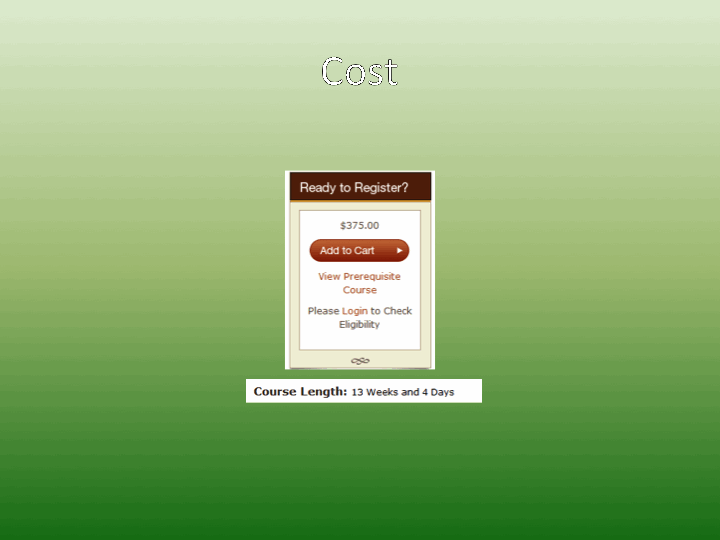 Cost
Ready to Register?
$375.00
Add to Cart
View Prerequisite
Course
Please Login to Check
Eligibility
Course Length: 13 Weeks and 4 Days